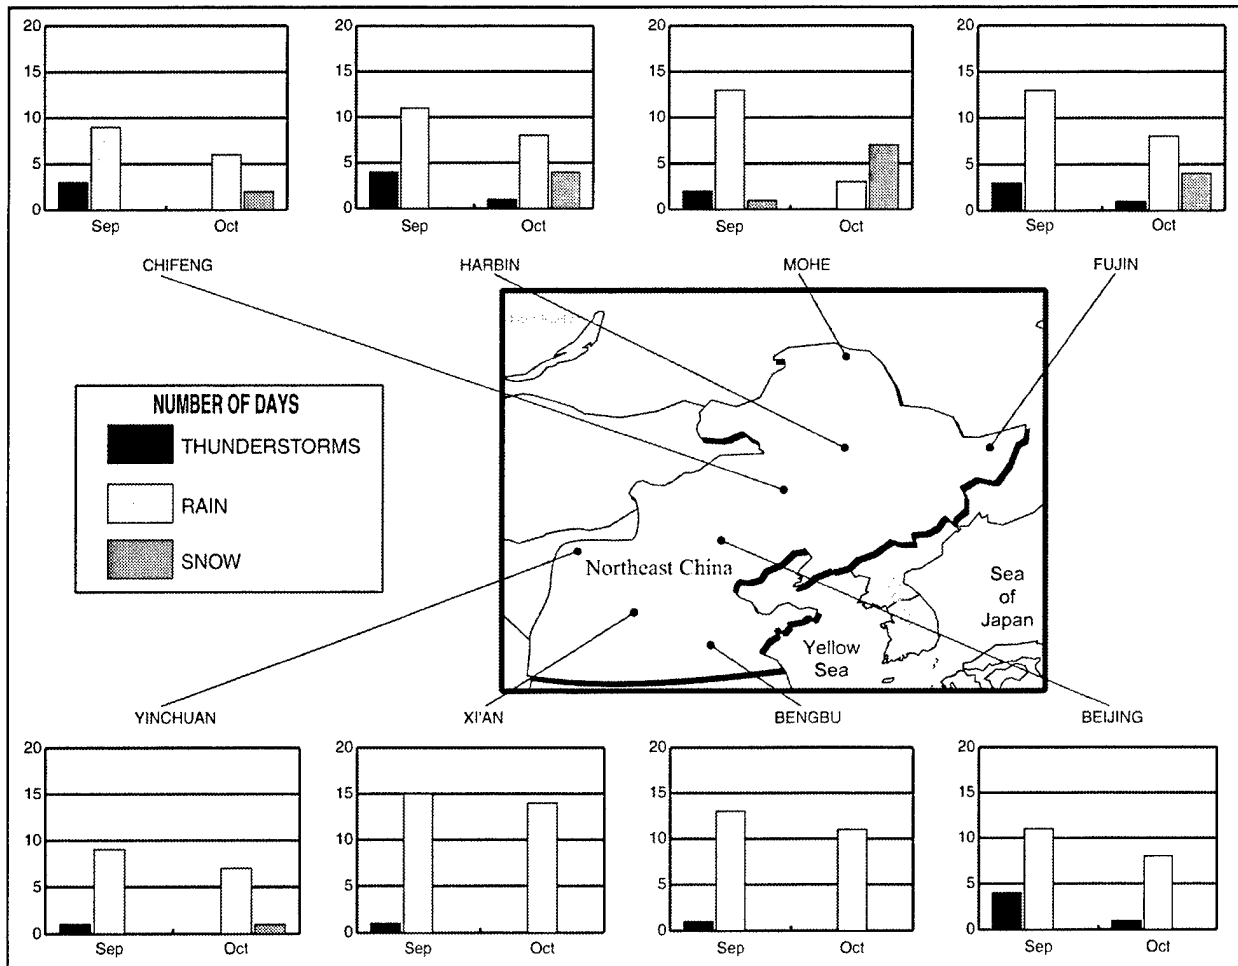 20
15
10
5
0
Sep
Oct
20
15
10
5
0
Sep
Oct
20
15
10
5
0
Sep
Oct
20
15
10
5
0
Sep
Oct
CHIFENG
HARBIN
MOHE
FUJIN
NUMBER OF DAYS
THUNDERSTORMS
RAIN
SNOW
Northeast China
Sea
of
Japan
Yellow
Sea
YINCHUAN
XI'AN
BENGBU
BEIJING
20
15
10
5
0
Sep
Oct
20
15
10
5
0
Sep
Oct
20
15
10
5
0
Sep
Oct
20
15
10
5
0
Sep
Oct